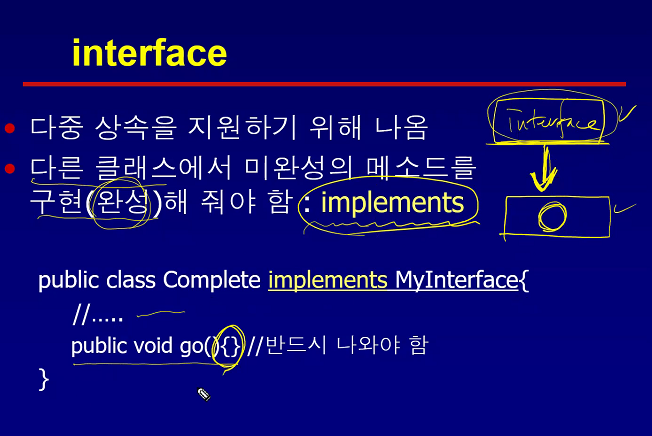 interface
다중 상속을 지원하기 위해 나옴
다른 클래스에서 미완성의 메소드를
구현(완성)해 줘야 함 : implements
Interface
public class Complete implements MyInterface{
//.....
public void go(){} //반드시 나와야 함
}